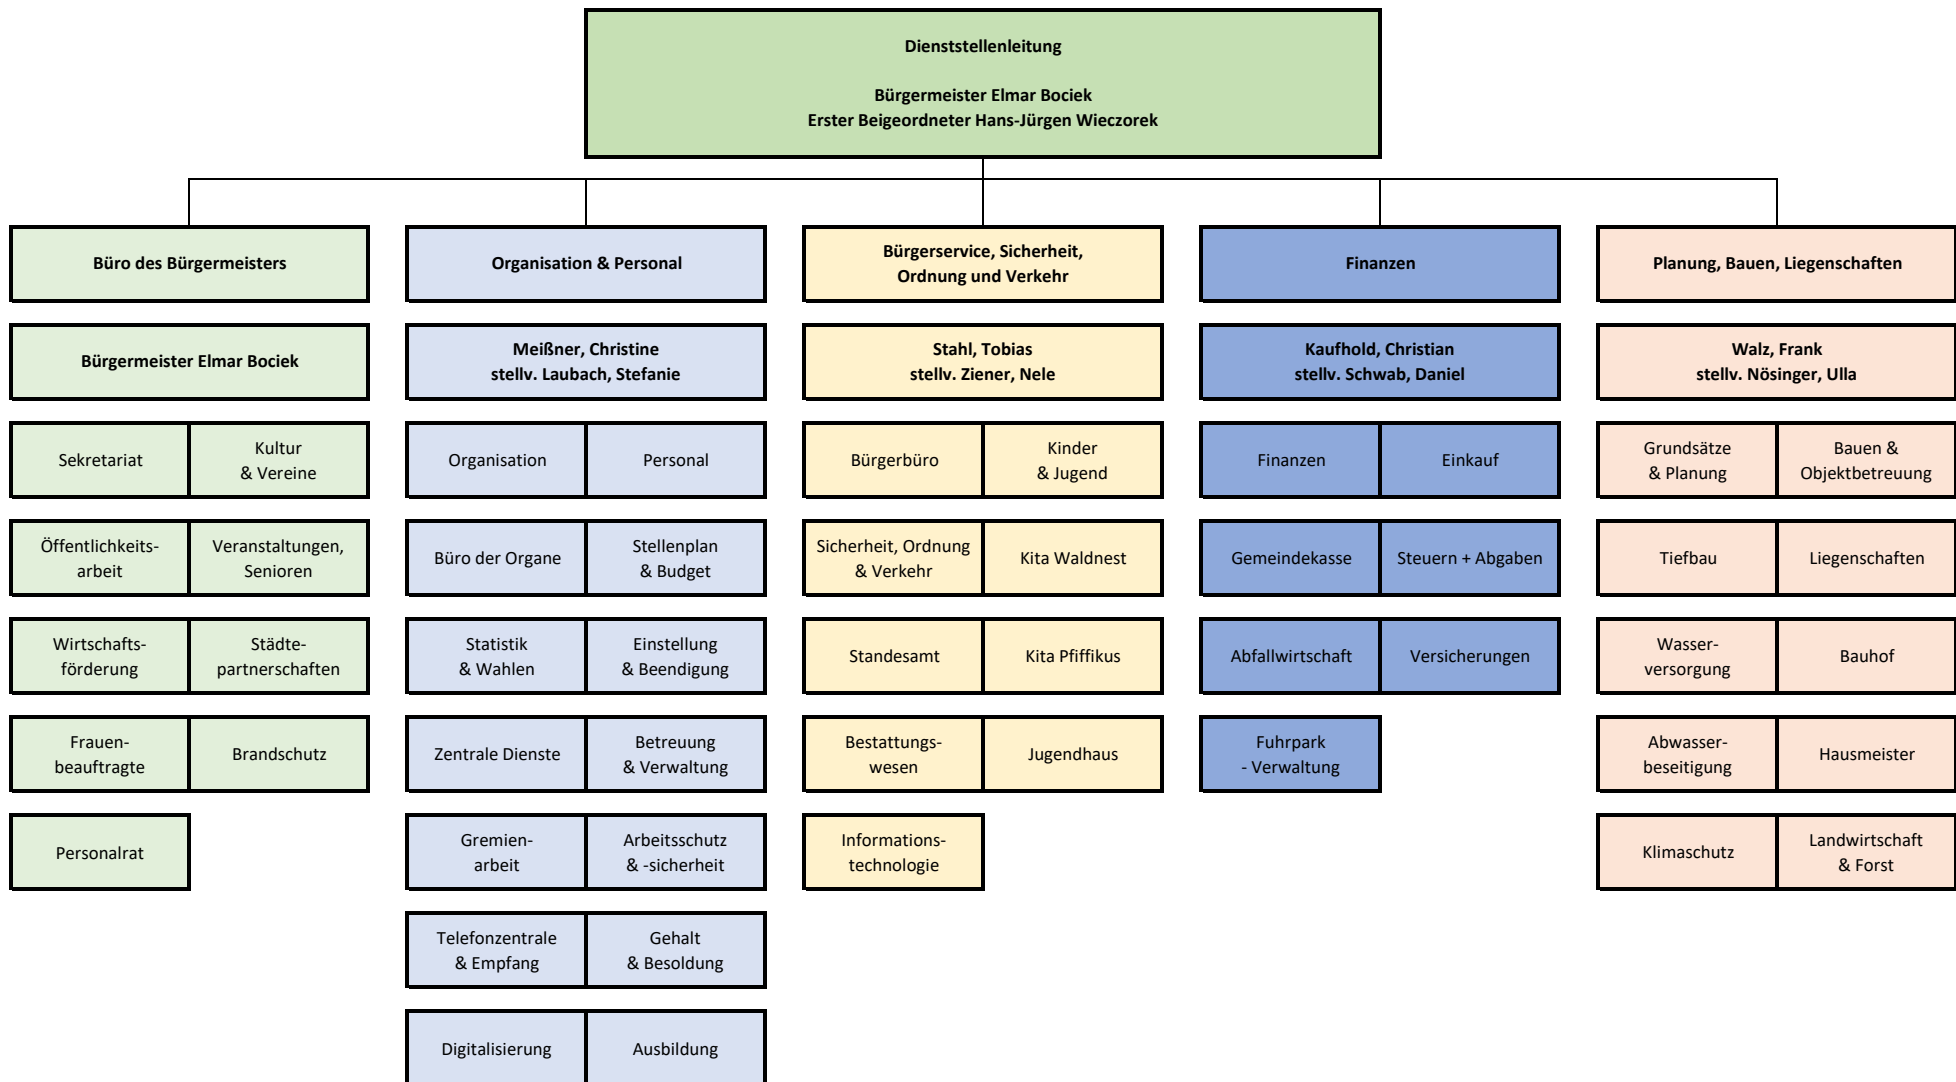 Dienststellenleitung
Bürgermeister Elmar Bociek
Erster Beigeordneter Hans-Jürgen Wieczorek
Büro des Bürgermeisters
Bürgermeister Elmar Bociek
Sekretariat
Kultur
& Vereine
Öffentlichkeits-
arbeit
Veranstaltungen,
Senioren
Wirtschafts-
förderung
Städte-
partnerschaften
Frauen-
beauftragte
Brandschutz
Personalrat
Organisation & Personal
Meißner, Christine
stellv. Laubach, Stefanie
Organisation
Personal
Büro der Organe
Stellenplan
& Budget
Statistik
& Wahlen
Einstellung
& Beendigung
Zentrale Dienste
Betreuung
& Verwaltung
Gremien-
arbeit
Arbeitsschutz
& -sicherheit
Telefonzentrale
& Empfang
Gehalt
& Besoldung
Digitalisierung
Ausbildung
Bürgerservice, Sicherheit,
Ordnung und Verkehr
Stahl, Tobias
stellv. Ziener, Nele
Bürgerbüro
Kinder
& Jugend
Sicherheit, Ordnung
& Verkehr
Kita Waldnest
Standesamt
Kita Pfiffikus
Bestattungs-
wesen
Jugendhaus
Informations-
technologie
Finanzen
Kaufhold, Christian
stellv. Schwab, Daniel
Finanzen
Einkauf
Gemeindekasse
Steuern + Abgaben
Abfallwirtschaft
Versicherungen
Fuhrpark
- Verwaltung
Planung, Bauen, Liegenschaften
Walz, Frank
stellv. Nösinger, Ulla
Grundsätze
& Planung
Bauen &
Objektbetreuung
Tiefbau
Liegenschaften
Wasser-
versorgung
Bauhof
Abwasser-
beseitigung
Hausmeister
Klimaschutz
Landwirtschaft
& Forst